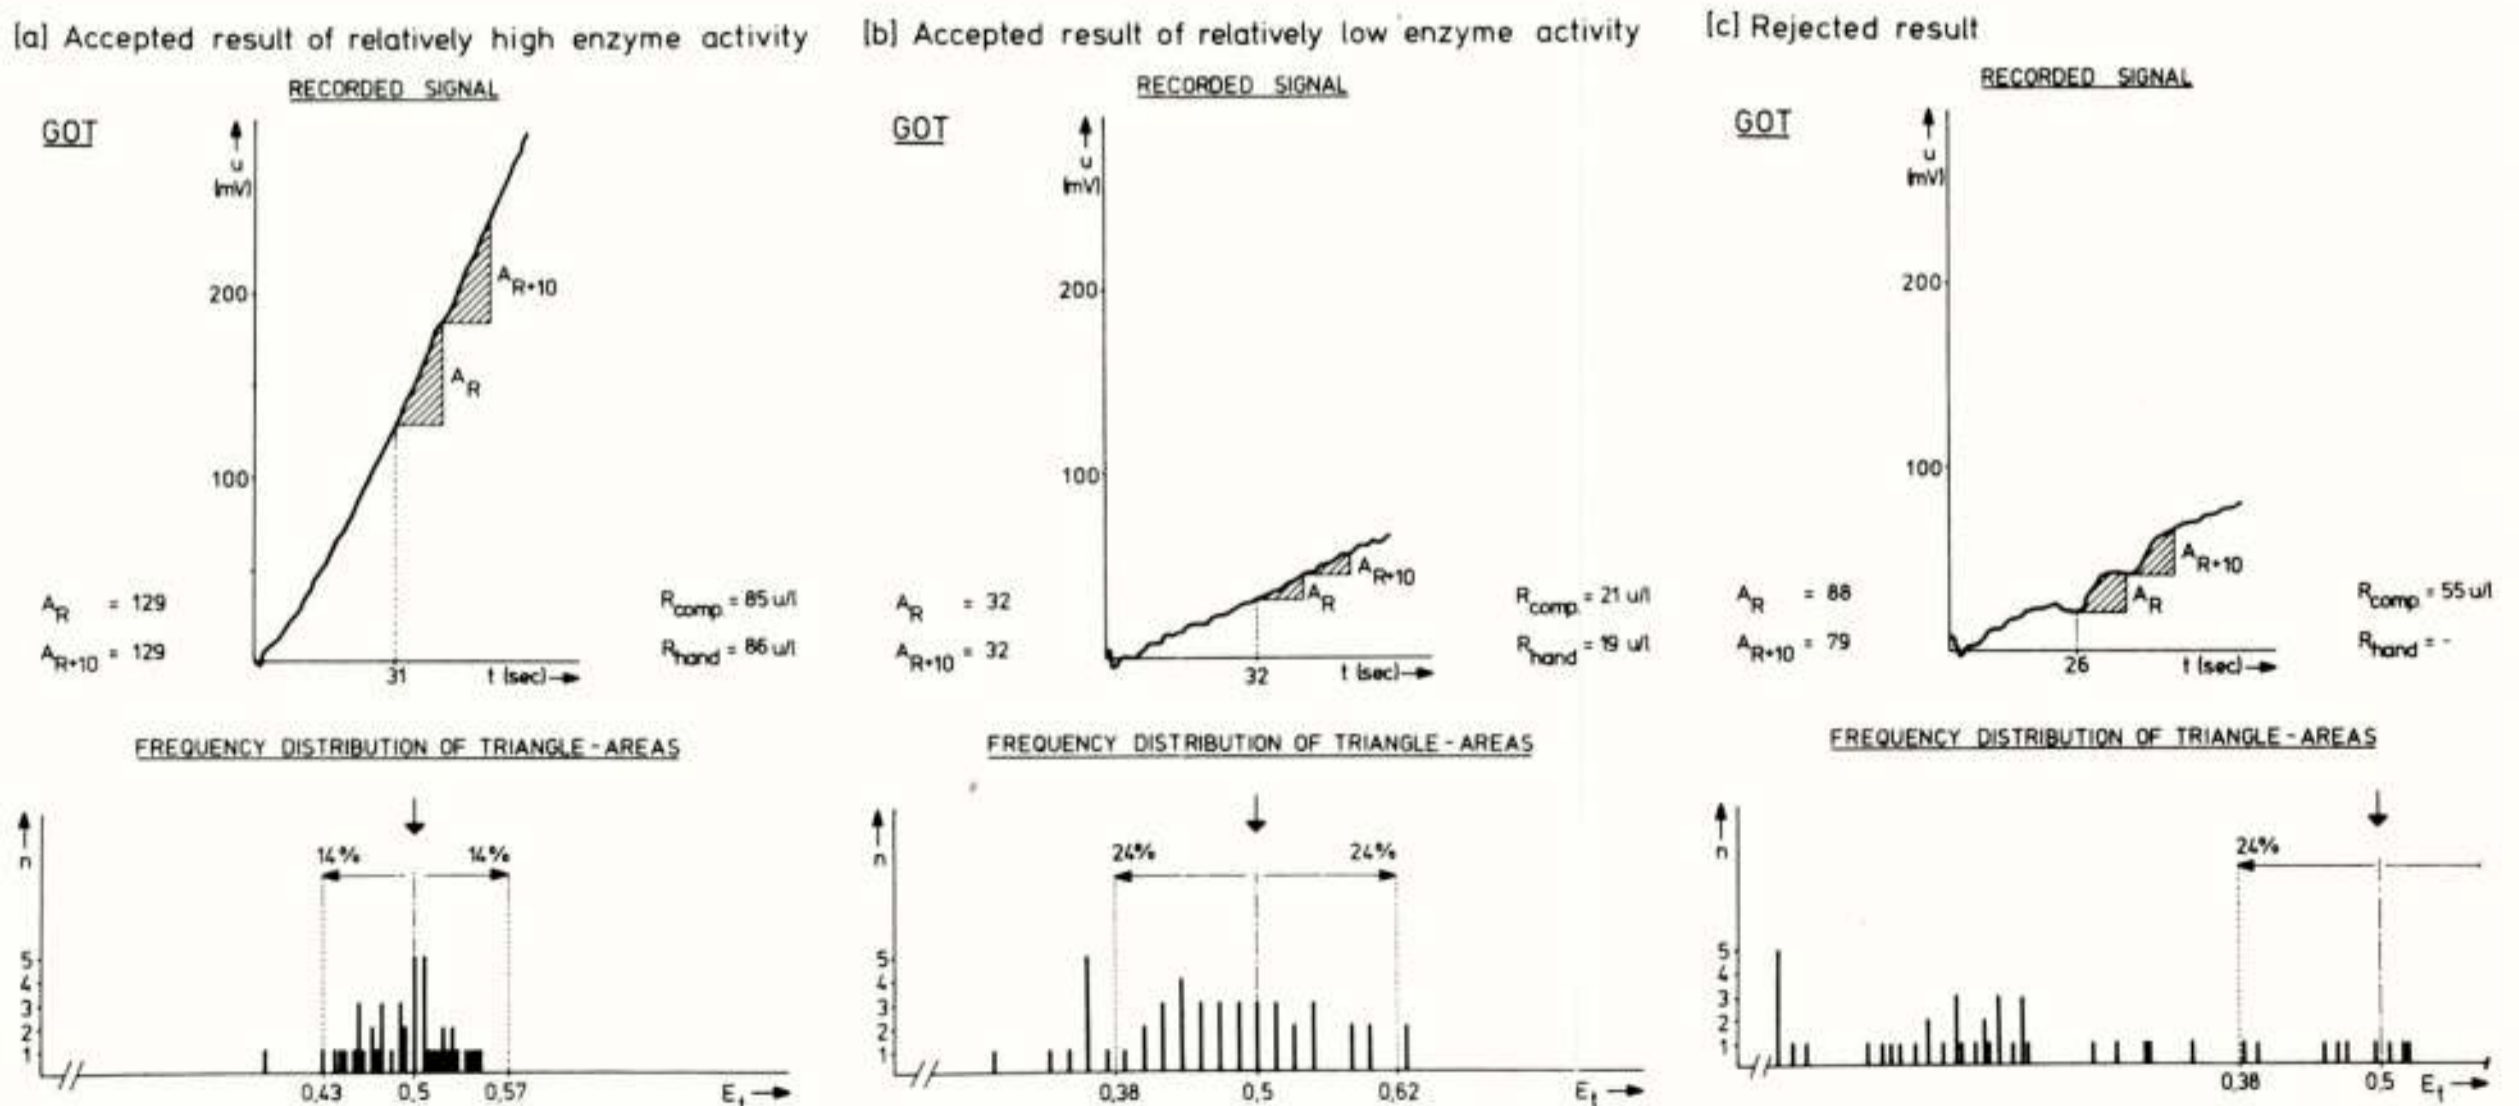 [a] Accepted result of relatively high enzyme activity
RECORDED SIGNAL
GOT
u
(mV)
200
100
A_R+10
A_R
A_R = 129
A_R+10 = 129
R_comp = 85 u/l
R_hand = 86 u/l
31
t (sec)
FREQUENCY DISTRIBUTION OF TRIANGLE-AREAS
n
14%
14%
5
4
3
2
1
0,43
0,5
0,57
E_t
[b] Accepted result of relatively low enzyme activity
RECORDED SIGNAL
GOT
u
(mV)
200
100
A_R+10
A_R
A_R = 32
A_R+10 = 32
R_comp = 21 u/l
R_hand = 19 u/l
32
t (sec)
FREQUENCY DISTRIBUTION OF TRIANGLE-AREAS
n
24%
24%
5
4
3
2
1
0,38
0,5
0,62
E_t
[c] Rejected result
RECORDED SIGNAL
GOT
u
(mV)
200
100
A_R+10
A_R
A_R = 88
A_R+10 = 79
R_comp = 55 u/l
R_hand = -
26
t (sec)
FREQUENCY DISTRIBUTION OF TRIANGLE-AREAS
n
24%
5
4
3
2
1
0,38
0,5
E_t